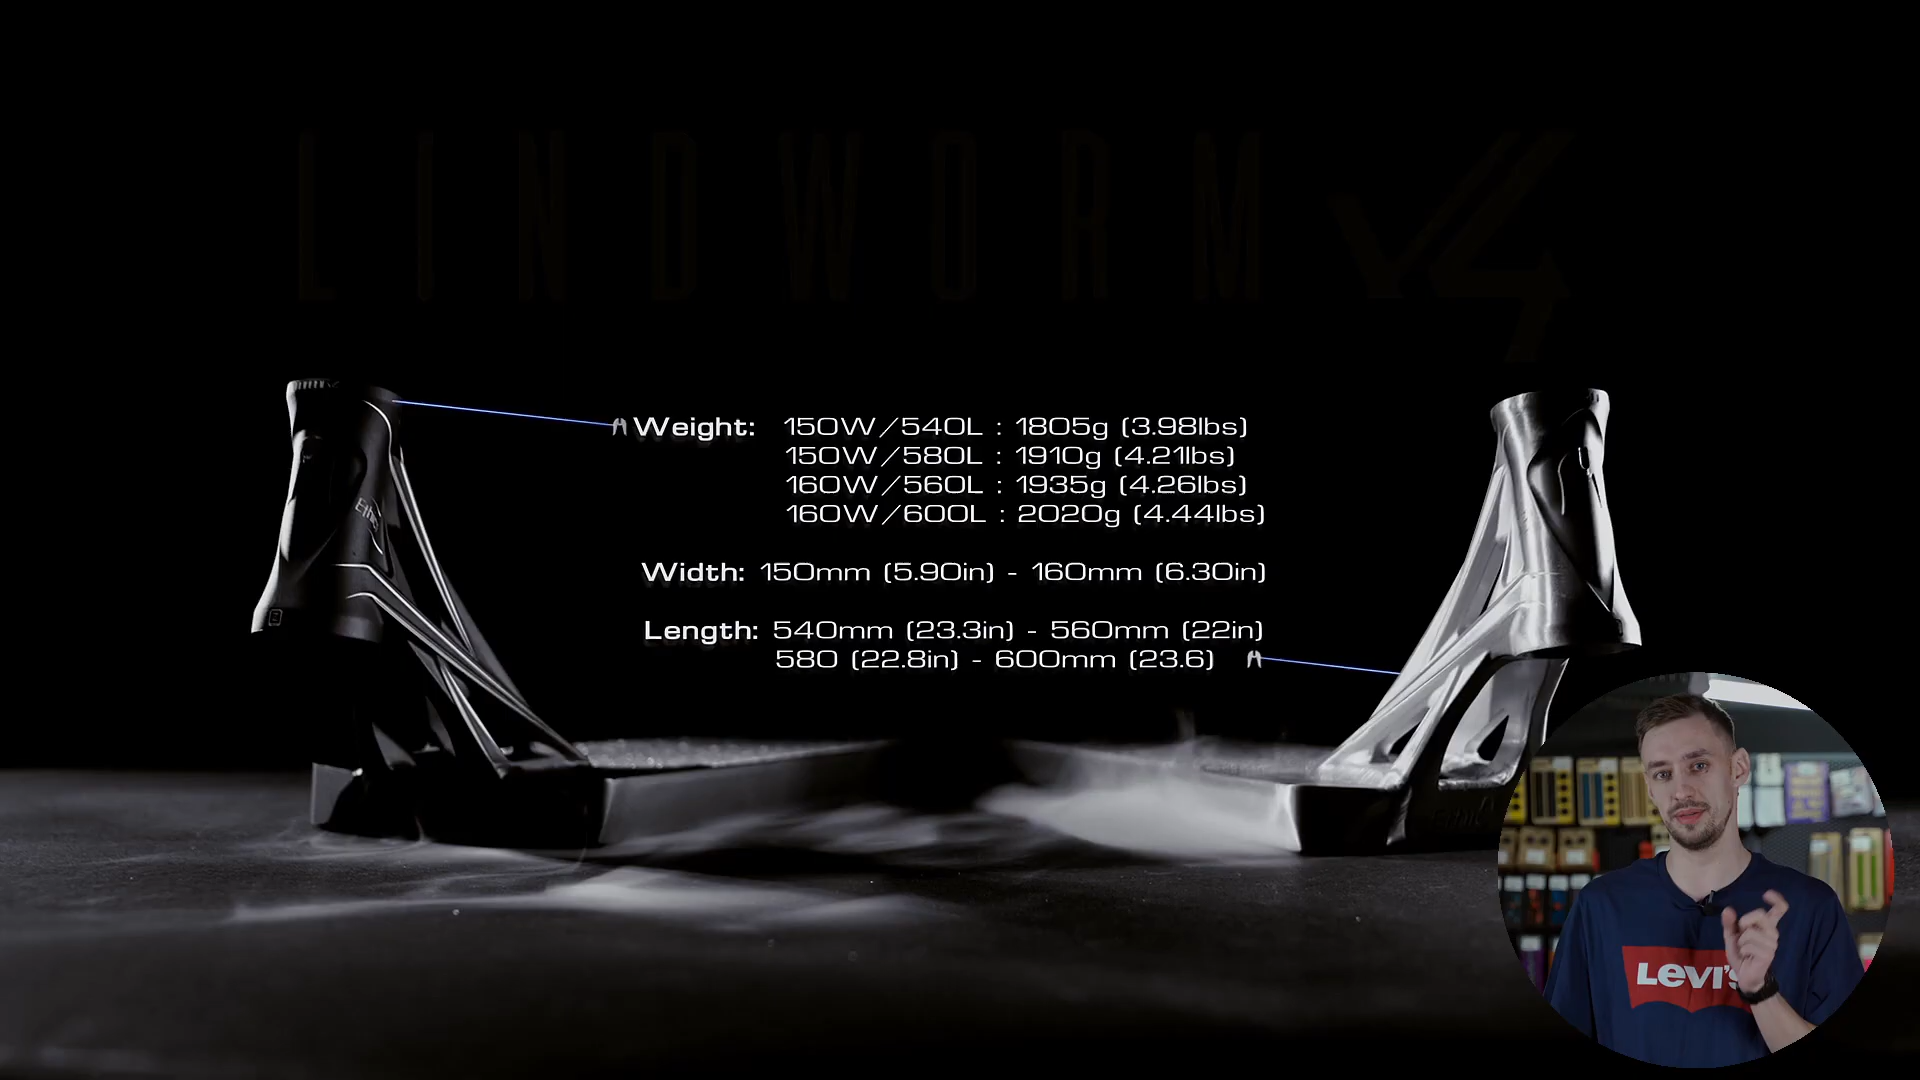 LINDWORM v4
Weight: 150W/540L : 1805g (3.98lbs)
150W/580L : 1910g (4.21lbs)
160W/560L : 1935g (4.26lbs)
160W/600L : 2020g (4.44lbs)
Width: 150mm (5.90in) - 160mm (6.30in)
Length: 540mm (23.3in) - 560mm (22in)
580 (22.8in) - 600mm (23.6)
Ethic
LEVI'S